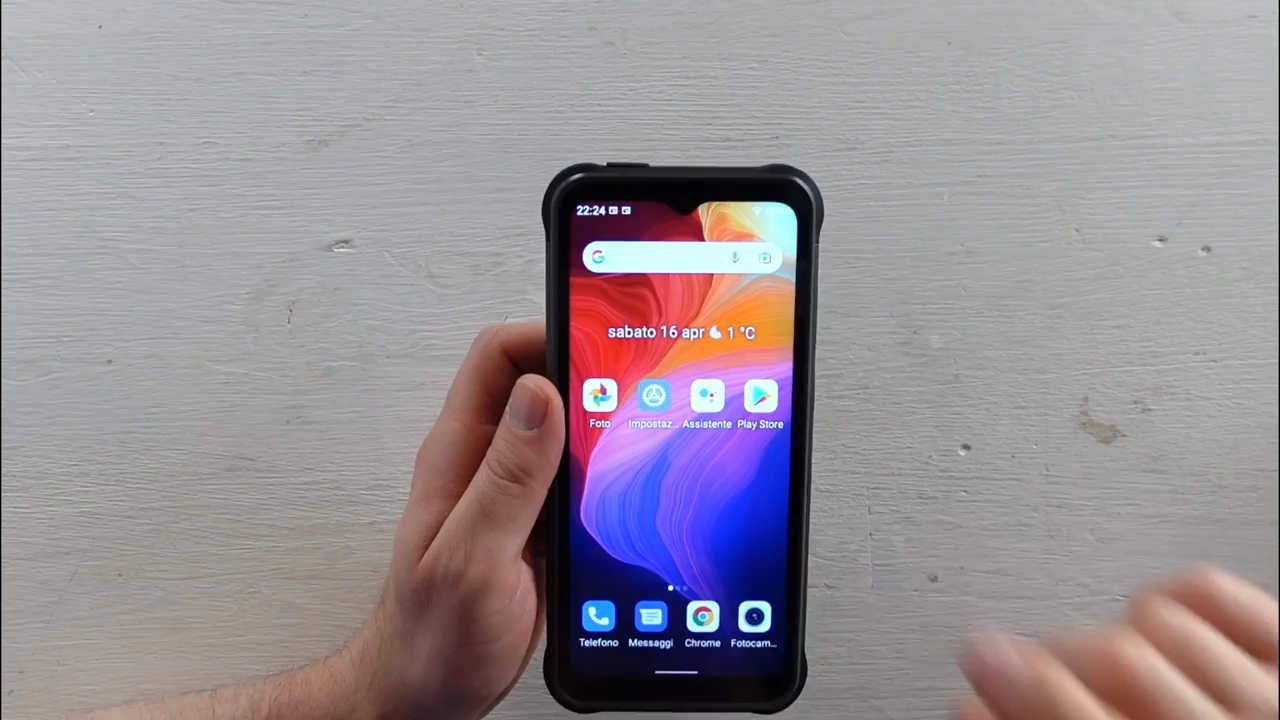 22:24
G
sabato 16 apr 1 °C
Foto Impostaz... Assistente Play Store
Telefono Messaggi Chrome Fotocam...